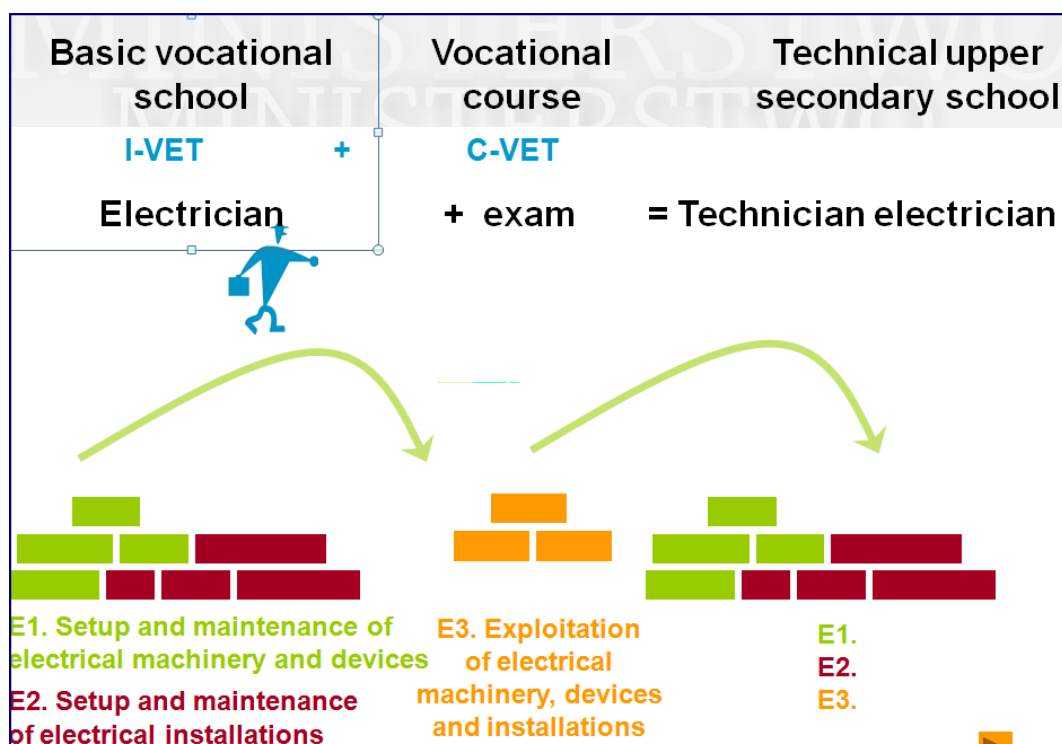 MINISTERSTWO
MINISTERSTWO
Basic vocational
school
Vocational
course
Technical upper
secondary school
I-VET + C-VET
Electrician + exam = Technician electrician
E1. Setup and maintenance of
electrical machinery and devices
E2. Setup and maintenance
of electrical installations
E3. Exploitation
of electrical
machinery, devices
and installations
E1.
E2.
E3.